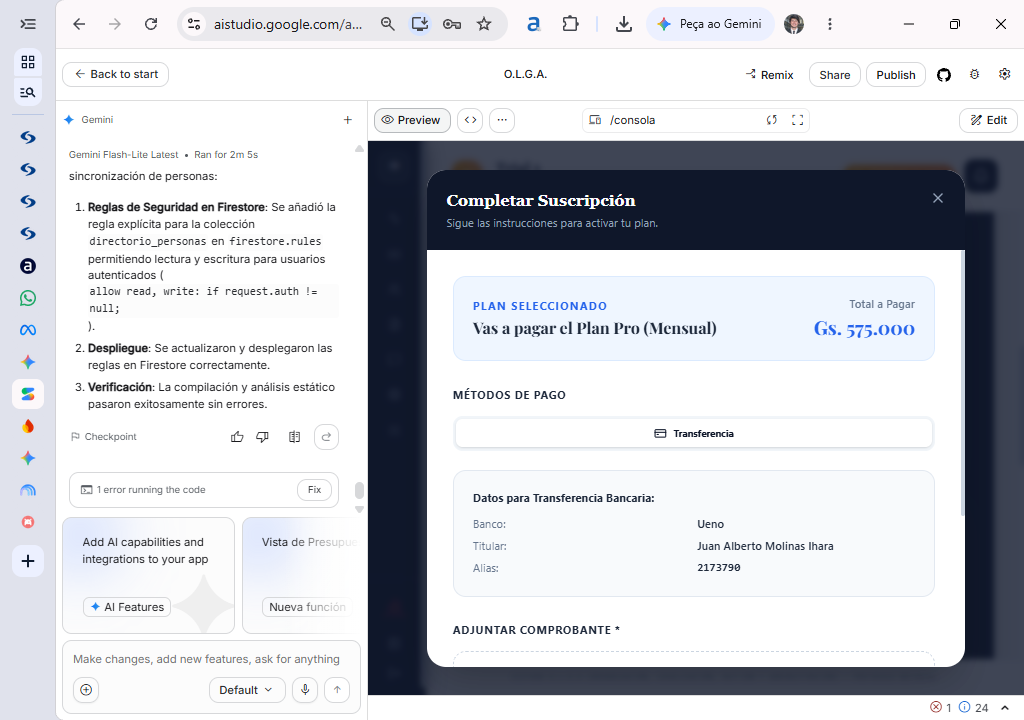 aistudio.google.com/a...
Peça ao Gemini
Back to start
O.L.G.A.
Remix
Share
Publish
Gemini
Preview
/consola
Edit
Gemini Flash-Lite Latest • Ran for 2m 5s
sincronización de personas:
1. Reglas de Seguridad en Firestore: Se añadió la
regla explícita para la colección
directorio_personas en firestore.rules
permitiendo lectura y escritura para usuarios
autenticados (
allow read, write: if request.auth !=
null;
).
2. Despliegue: Se actualizaron y desplegaron las
reglas en Firestore correctamente.
3. Verificación: La compilación y análisis estático
pasaron exitosamente sin errores.
Checkpoint
1 error running the code
Fix
Add AI capabilities and
integrations to your app
AI Features
Vista de Presupue
Nueva función
Make changes, add new features, ask for anything
Default
Completar Suscripción
Sigue las instrucciones para activar tu plan.
PLAN SELECCIONADO
Vas a pagar el Plan Pro (Mensual)
Total a Pagar
Gs. 575.000
MÉTODOS DE PAGO
Transferencia
Datos para Transferencia Bancaria:
Banco: Ueno
Titular: Juan Alberto Molinas Ihara
Alias: 2173790
ADJUNTAR COMPROBANTE *
1 24